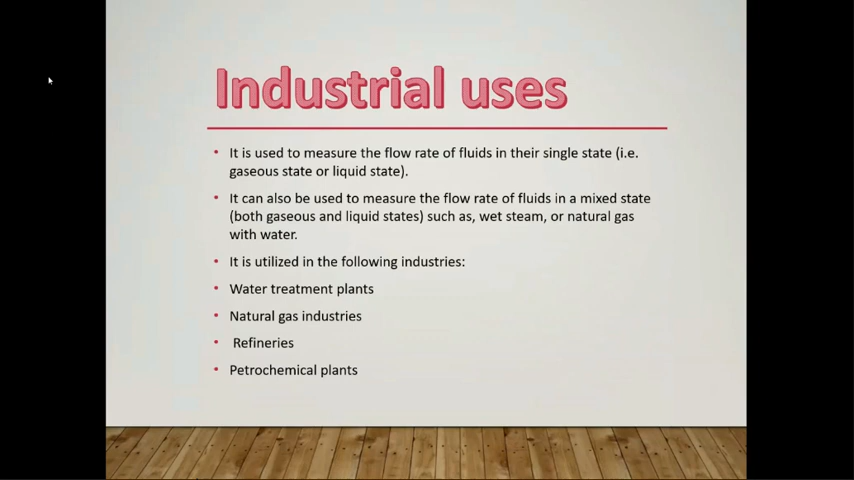 Industrial uses
• It is used to measure the flow rate of fluids in their single state (i.e.
gaseous state or liquid state).
• It can also be used to measure the flow rate of fluids in a mixed state
(both gaseous and liquid states) such as, wet steam, or natural gas
with water.
• It is utilized in the following industries:
• Water treatment plants
• Natural gas industries
• Refineries
• Petrochemical plants